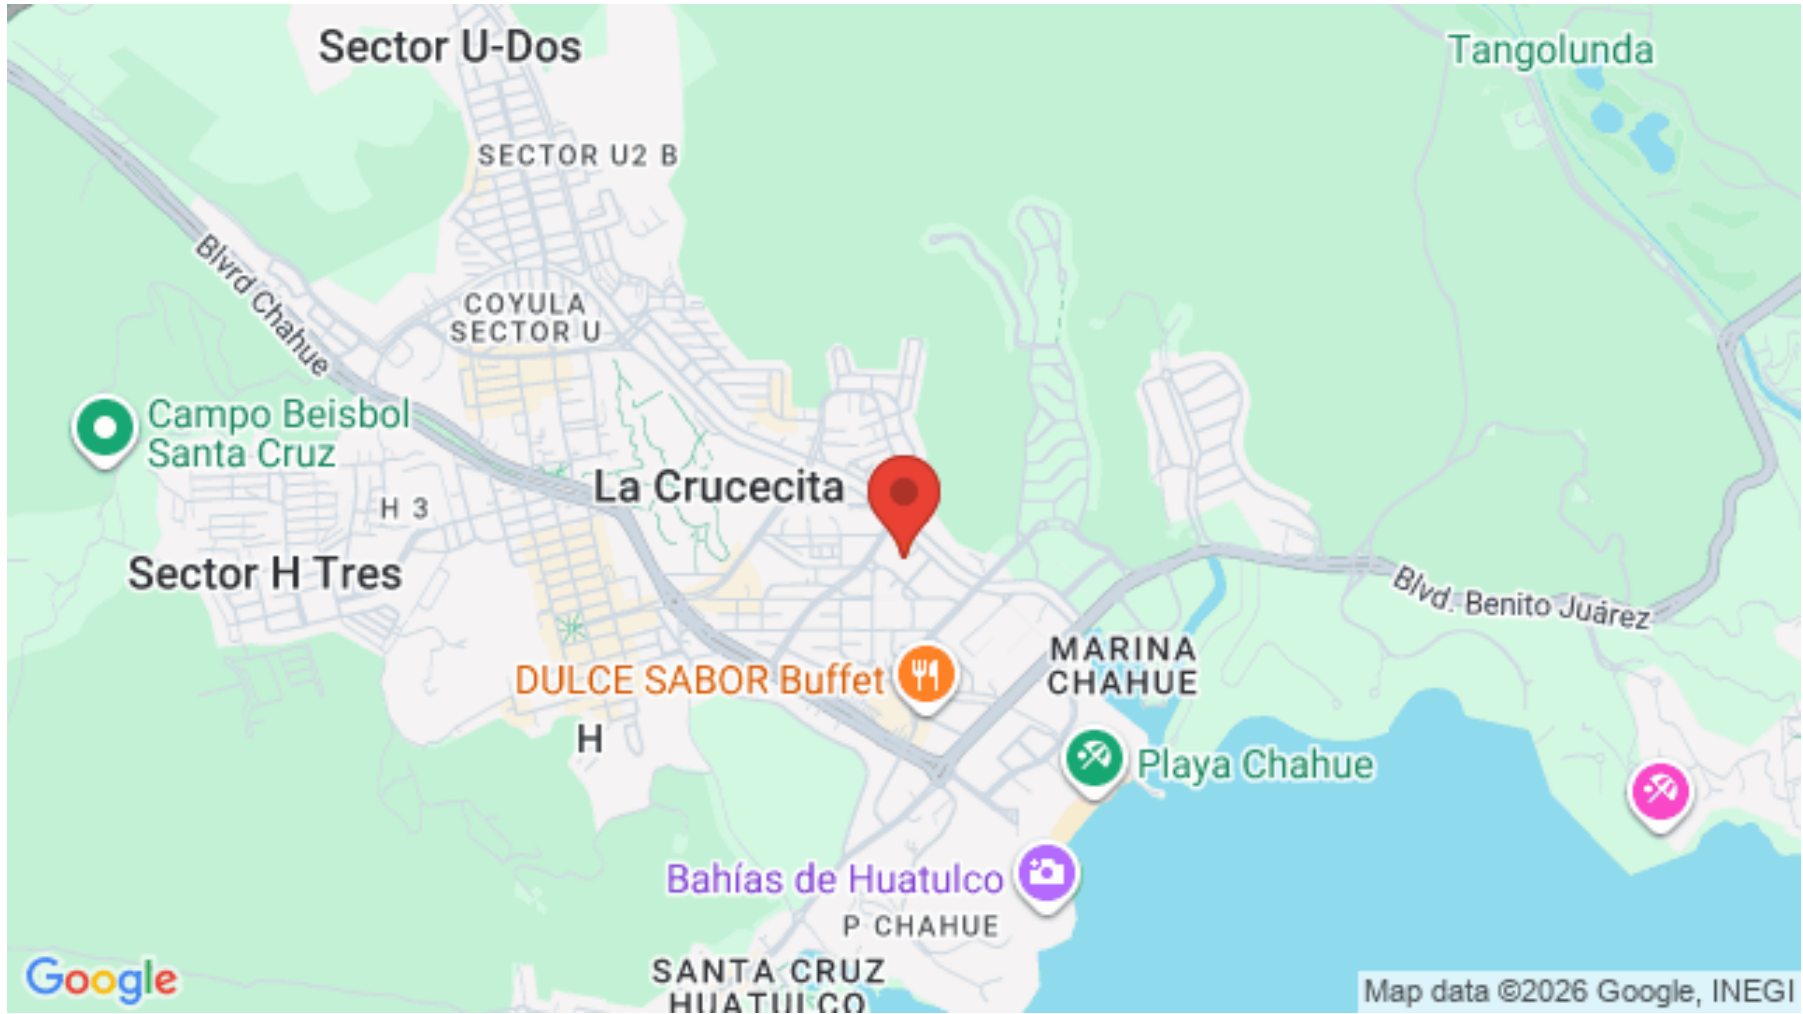 Sector U-Dos
Tangolunda
SECTOR U2 B
Blvrd Chahue
COYULA
SECTOR U
Campo Beisbol
Santa Cruz
La Crucecita
H 3
Sector H Tres
Blvd. Benito Juárez
MARINA
CHAHUE
DULCE SABOR Buffet
H
Playa Chahue
Bahías de Huatulco
P CHAHUE
SANTA CRUZ
HUATULCO
Google
Map data ©2026 Google, INEGI